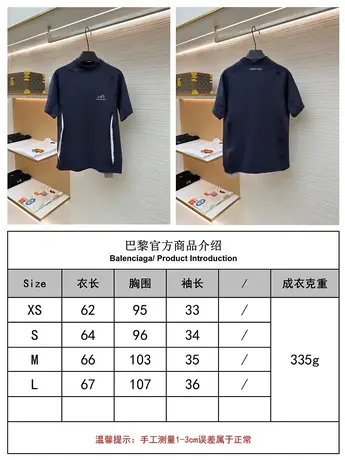 巴黎官方商品介绍
Balenciaga/ Product Introduction
Size 衣长 胸围 袖长 / 成衣克重
XS 62 95 33 /
S 64 96 34 /
M 66 103 35 / 335g
L 67 107 36 /
温馨提示：手工测量1-3cm误差属于正常